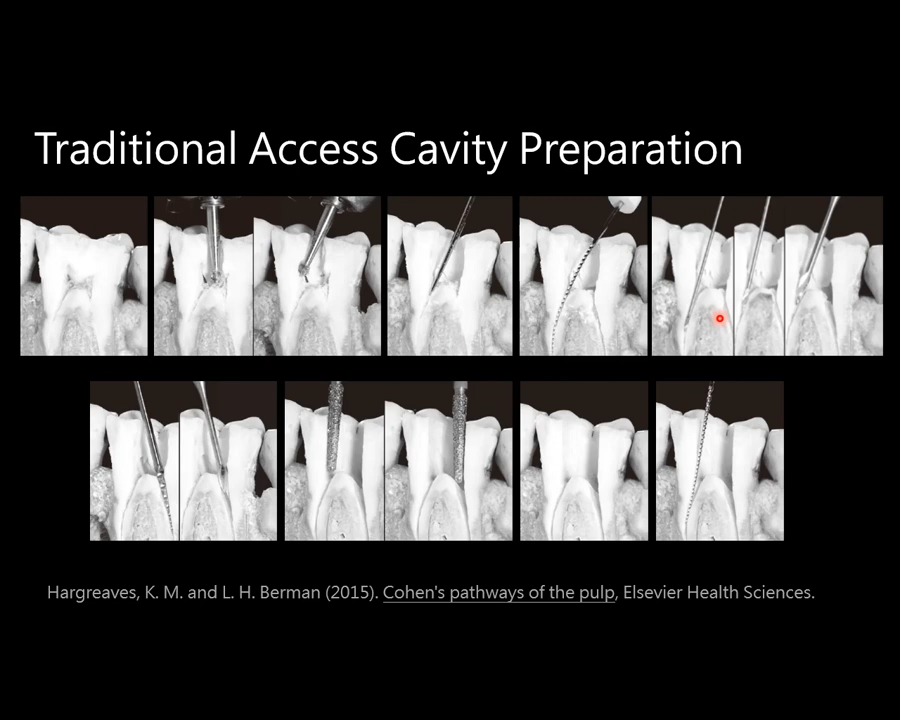 Traditional Access Cavity Preparation
Hargreaves, K. M. and L. H. Berman (2015). Cohen's pathways of the pulp, Elsevier Health Sciences.